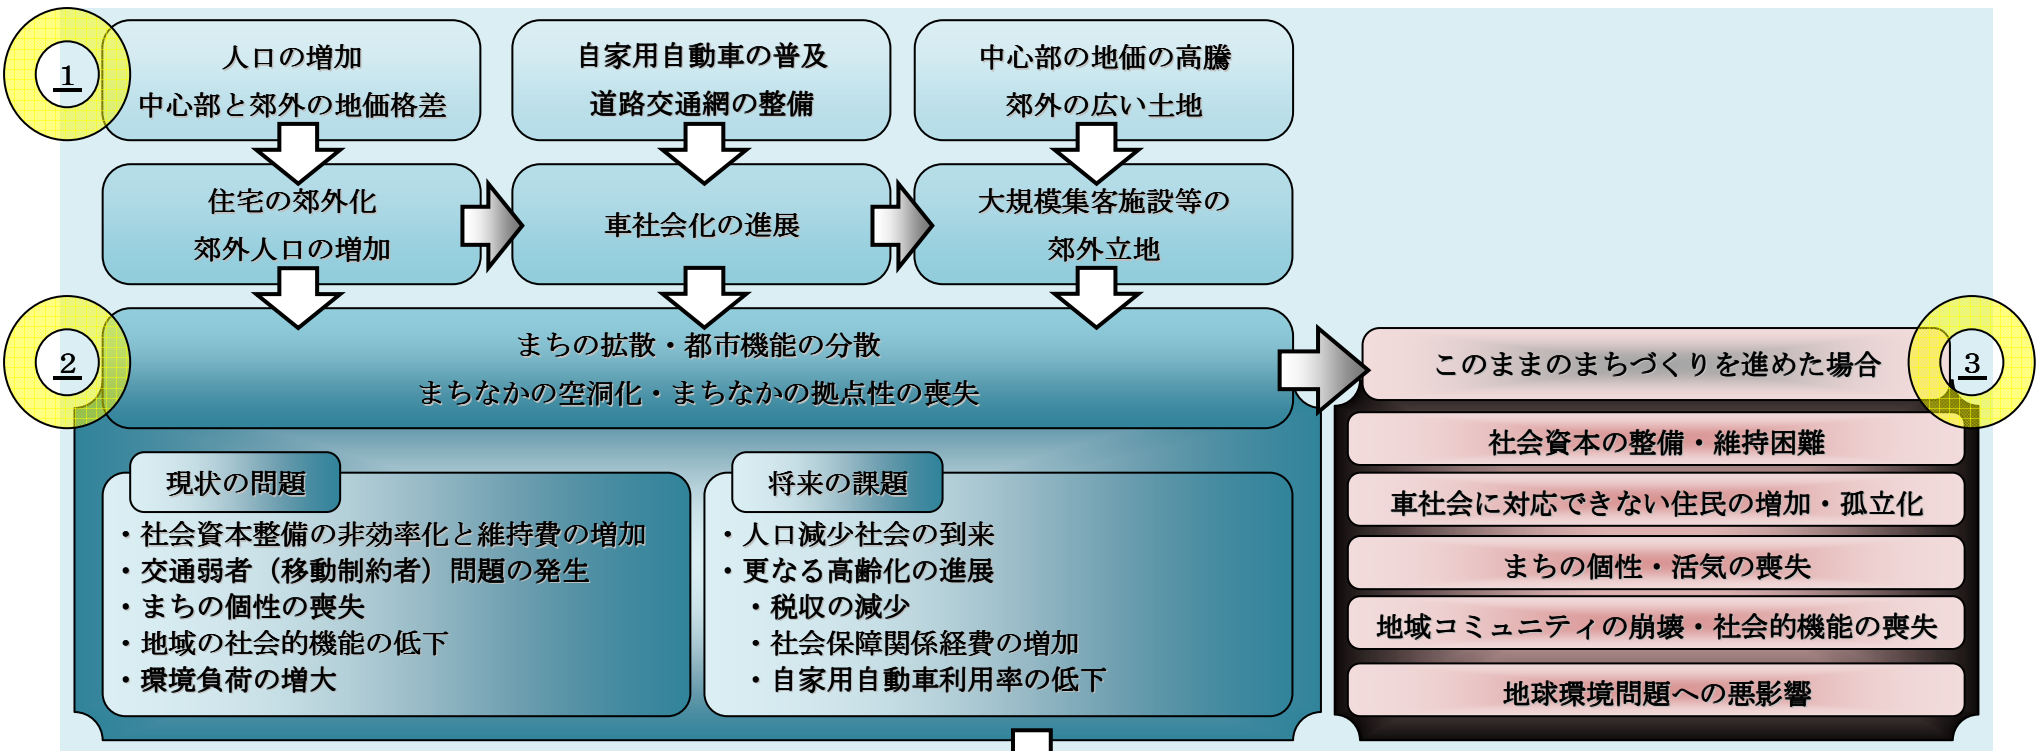 1
人口の増加
中心部と郊外の地価格差
自家用自動車の普及
道路交通網の整備
中心部の地価の高騰
郊外の広い土地
住宅の郊外化
郊外人口の増加
車社会化の進展
大規模集客施設等の
郊外立地
2
まちの拡散・都市機能の分散
まちなかの空洞化・まちなかの拠点性の喪失
現状の問題
・社会資本整備の非効率化と維持費の増加
・交通弱者（移動制約者）問題の発生
・まちの個性の喪失
・地域の社会的機能の低下
・環境負荷の増大
将来の課題
・人口減少社会の到来
・更なる高齢化の進展
・税収の減少
・社会保障関係経費の増加
・自家用自動車利用率の低下
3
このままのまちづくりを進めた場合
社会資本の整備・維持困難
車社会に対応できない住民の増加・孤立化
まちの個性・活気の喪失
地域コミュニティの崩壊・社会的機能の喪失
地球環境問題への悪影響